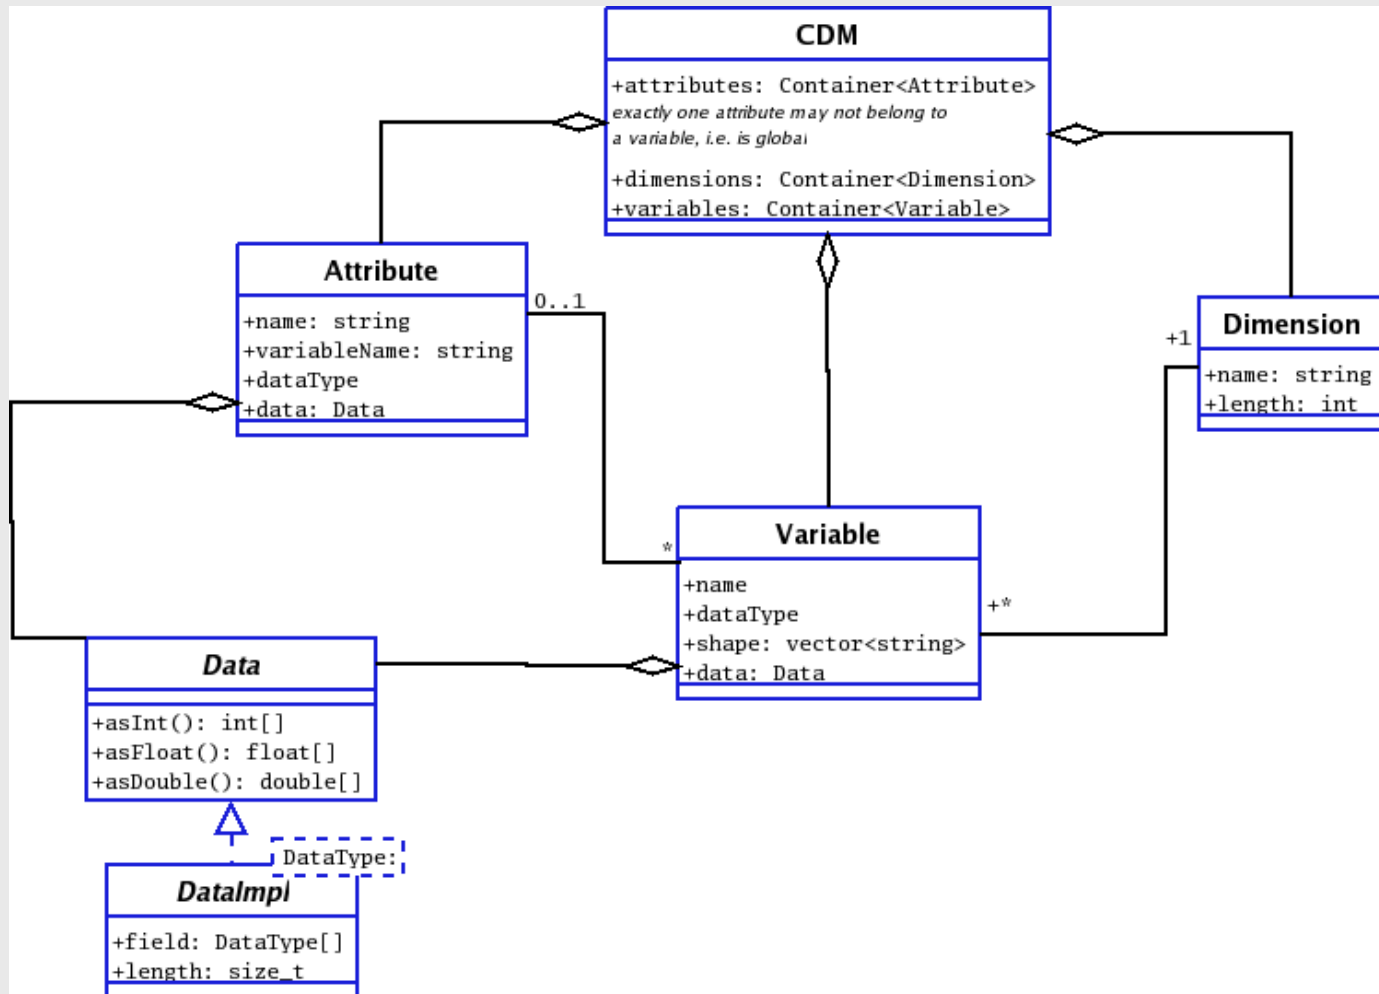 CDM
+attributes: Container<Attribute>
exactly one attribute may not belong to
a variable, i.e. is global
+dimensions: Container<Dimension>
+variables: Container<Variable>
Attribute
+name: string
+variableName: string
+dataType
+data: Data
0..1
Dimension
+name: string
+length: int
+1
Variable
+name
+dataType
+shape: vector<string>
+data: Data
*
+*
Data
+asInt(): int[]
+asFloat(): float[]
+asDouble(): double[]
DataType:
DataImpl
+field: DataType[]
+length: size_t